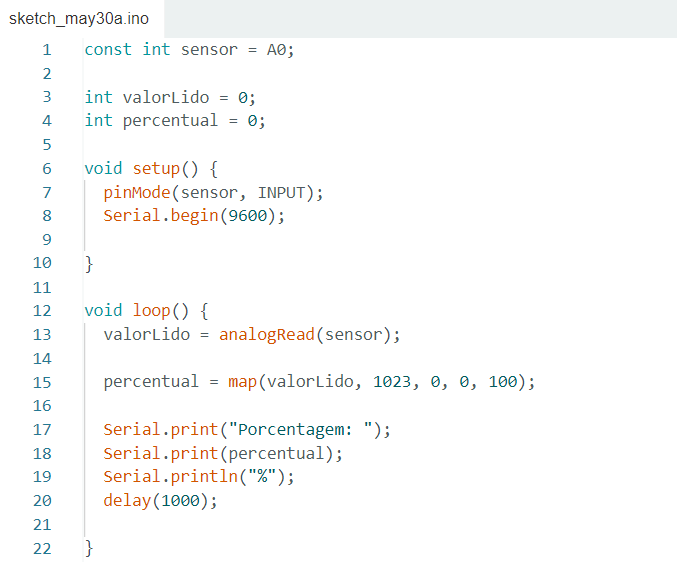 sketch_may30a.ino
1 const int sensor = A0;
2
3 int valorLido = 0;
4 int percentual = 0;
5
6 void setup() {
7 pinMode(sensor, INPUT);
8 Serial.begin(9600);
9
10 }
11
12 void loop() {
13 valorLido = analogRead(sensor);
14
15 percentual = map(valorLido, 1023, 0, 0, 100);
16
17 Serial.print("Porcentagem: ");
18 Serial.print(percentual);
19 Serial.println("%");
20 delay(1000);
21
22 }